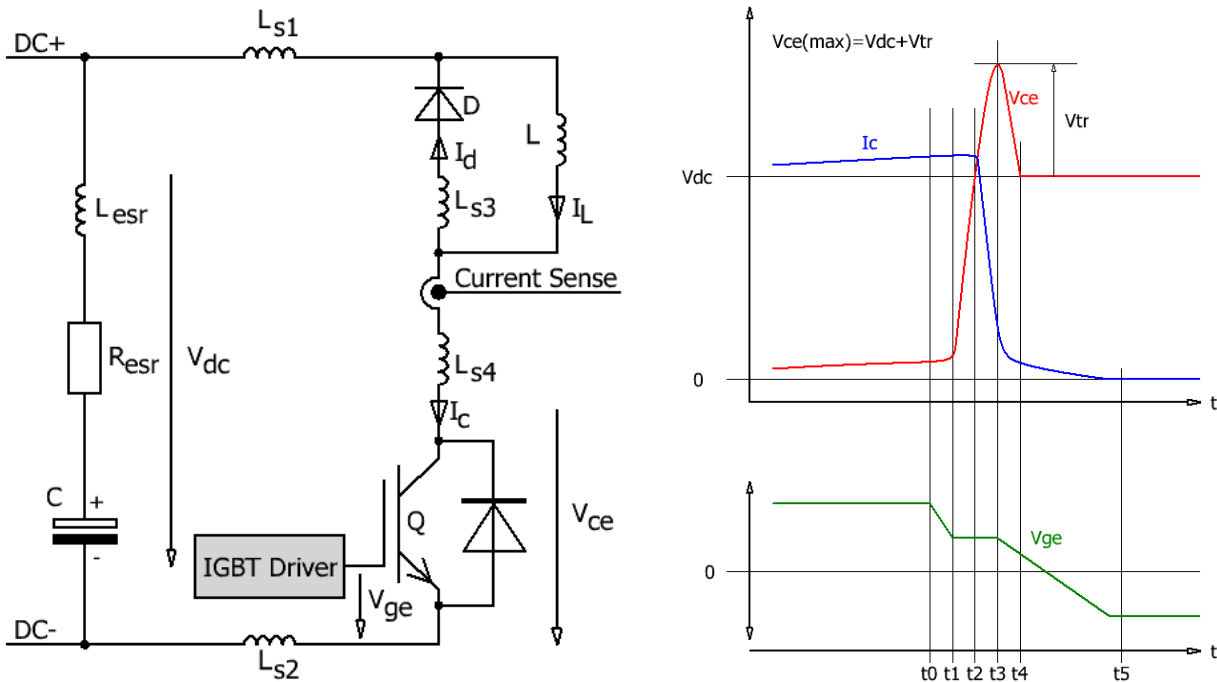 DC+
Ls1
D
L
Id
Lesr
Ls3
IL
Current Sense
Resr
Vdc
Ls4
Ic
C
+
-
Q
Vce
IGBT Driver
Vge
DC-
Ls2
Vce(max)=Vdc+Vtr
Vce
Vtr
Ic
Vdc
0
t
Vge
0
t
t0 t1 t2 t3 t4 t5